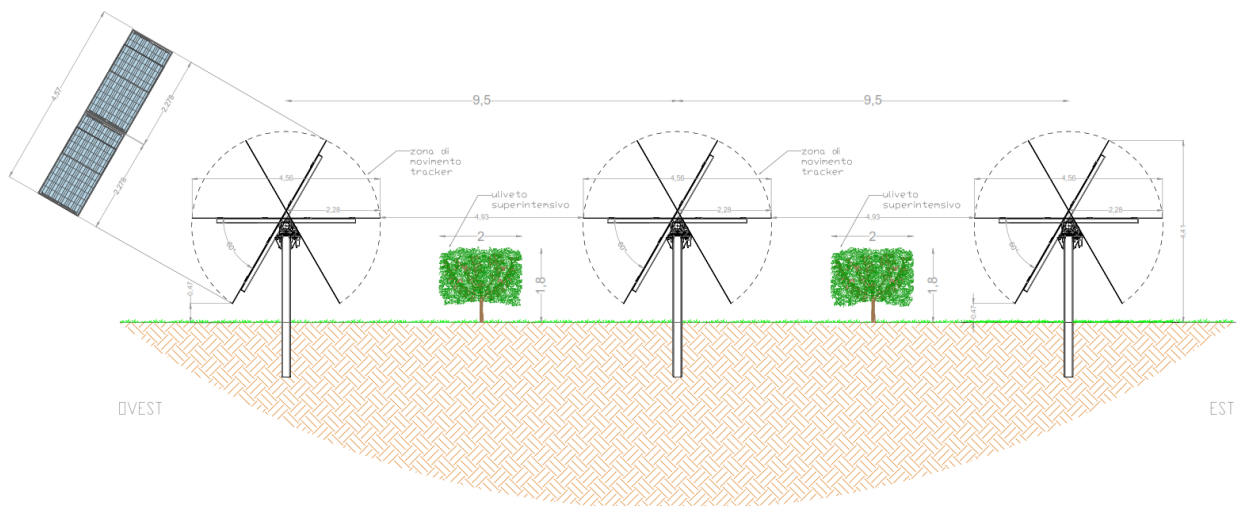 4,57
2,278
2,278
9,5
9,5
zona di
movimento
tracker
zona di
movimento
tracker
4,56
4,56
4,56
uliveto
superintensivo
uliveto
superintensivo
2,28
2,28
2,28
4,93
4,93
2
2
60°
60°
60°
1,8
1,8
4,41
0,47
0,47
OVEST
EST